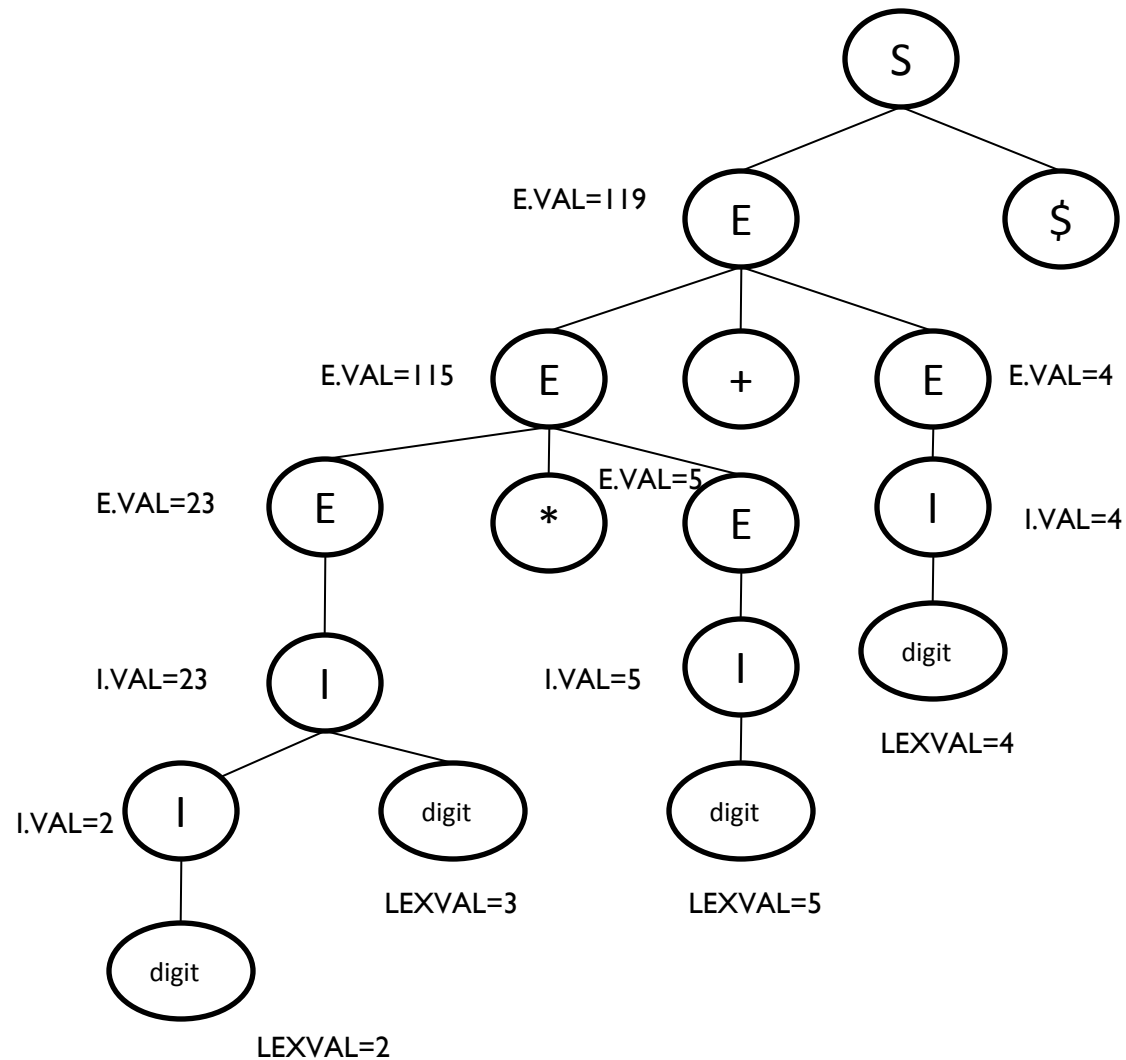 S
E.VAL=119
E
$
E.VAL=115
E
+
E
E.VAL=4
E.VAL=23
E
*
E.VAL=5
E
I
I.VAL=4
I.VAL=23
I
I.VAL=5
I
digit
LEXVAL=4
I.VAL=2
I
digit
digit
LEXVAL=3
LEXVAL=5
digit
LEXVAL=2